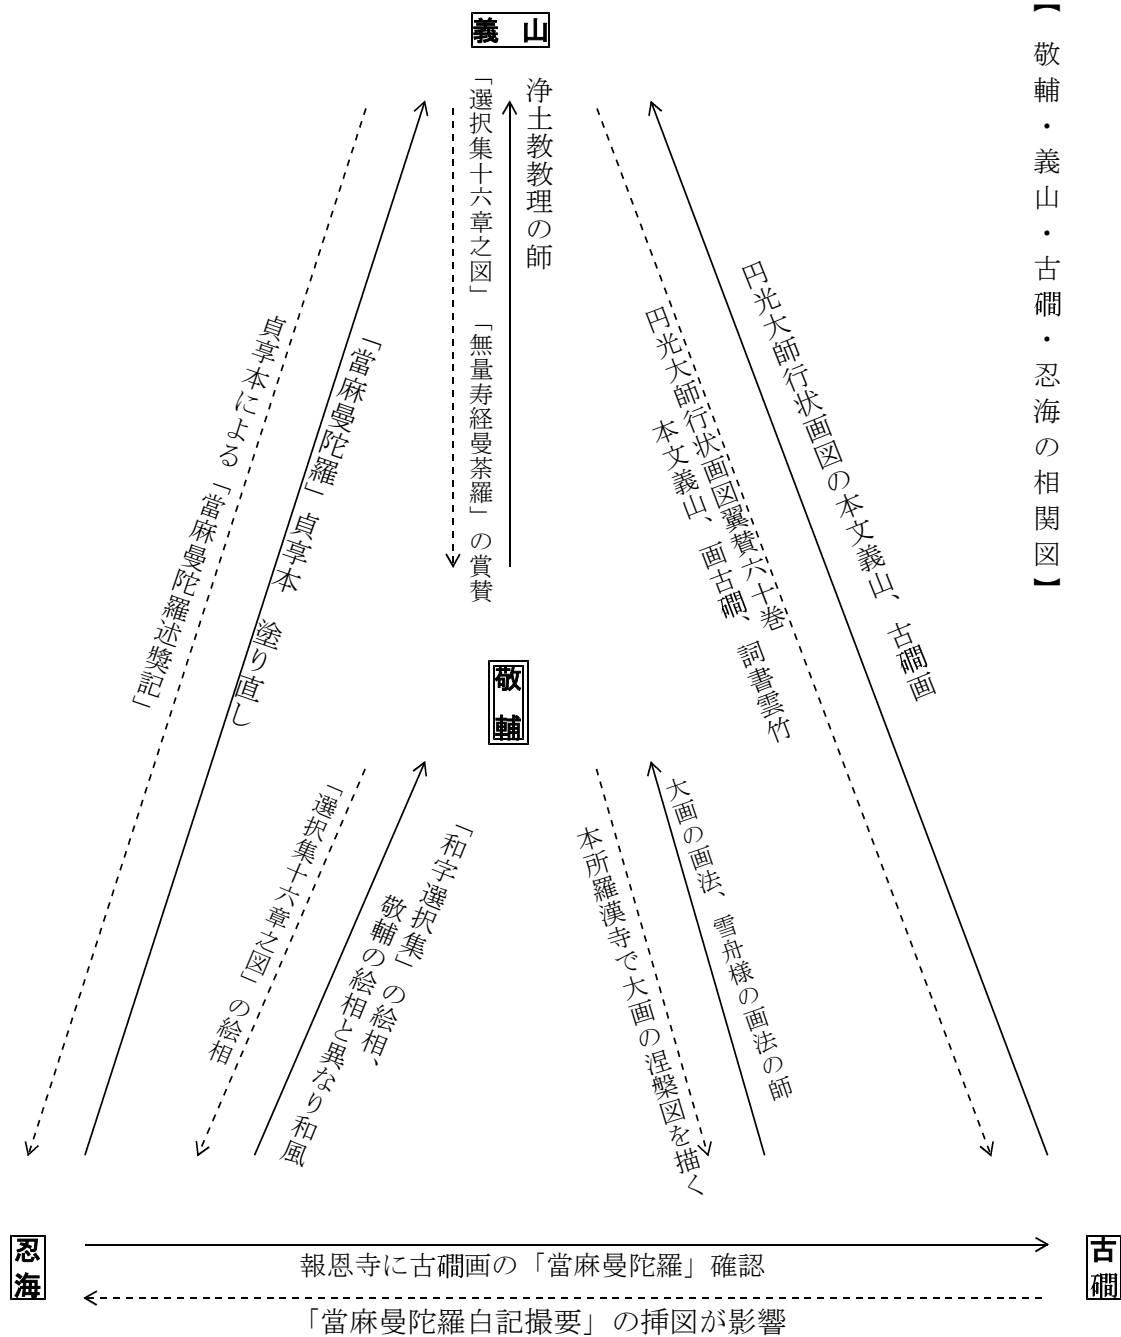 【敬輔・義山・古磵・忍海の相関図】
義山
浄土教教理の師
「選択集十六章之図」「無量寿経曼荼羅」の賞賛
円光大師行状画図の本文義山、古磵画
円光大師行状画図翼賛六十巻
本文義山、画古磵、詞書雲竹
「當麻曼陀羅」貞享本 塗り直し
貞享本による「當麻曼陀羅述奬記」
敬輔
大画の画法、雪舟様の画法の師
本所羅漢寺で大画の涅槃図を描く
「和字選択集」の絵相、
敬輔の絵相と異なり和風
「選択集十六章之図」の絵相
古磵
忍海
報恩寺に古磵画の「當麻曼陀羅」確認
「當麻曼陀羅白記撮要」の挿図が影響